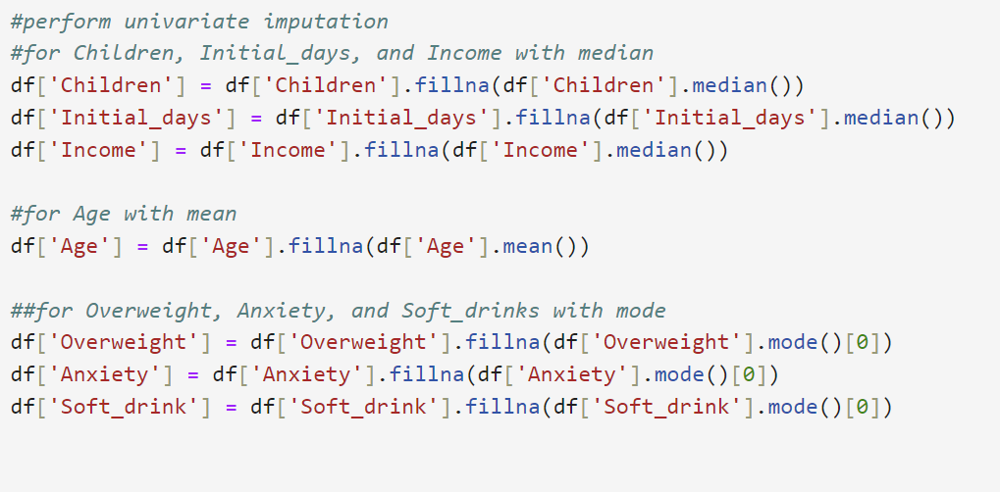 #perform univariate imputation
#for Children, Initial_days, and Income with median
df['Children'] = df['Children'].fillna(df['Children'].median())
df['Initial_days'] = df['Initial_days'].fillna(df['Initial_days'].median())
df['Income'] = df['Income'].fillna(df['Income'].median())
#for Age with mean
df['Age'] = df['Age'].fillna(df['Age'].mean())
##for Overweight, Anxiety, and Soft_drinks with mode
df['Overweight'] = df['Overweight'].fillna(df['Overweight'].mode()[0])
df['Anxiety'] = df['Anxiety'].fillna(df['Anxiety'].mode()[0])
df['Soft_drink'] = df['Soft_drink'].fillna(df['Soft_drink'].mode()[0])